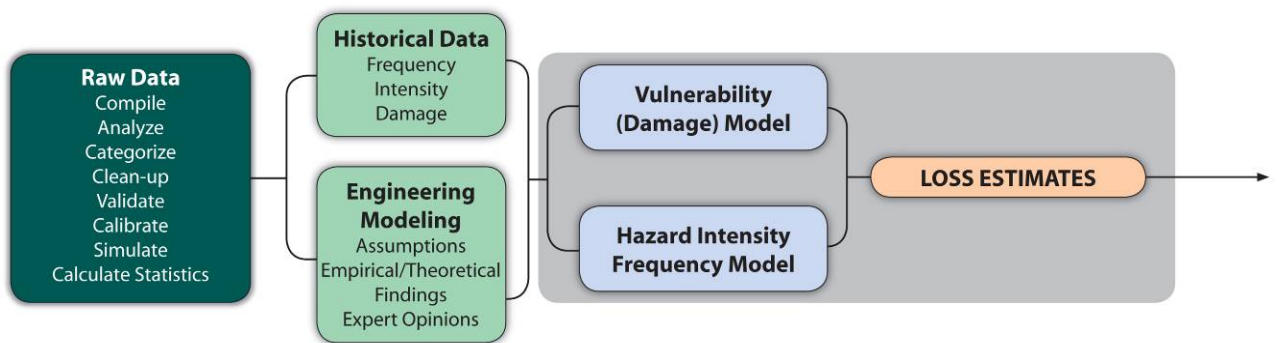 Raw Data
Compile
Analyze
Categorize
Clean-up
Validate
Calibrate
Simulate
Calculate Statistics
Historical Data
Frequency
Intensity
Damage
Engineering
Modeling
Assumptions
Empirical/Theoretical
Findings
Expert Opinions
Vulnerability
(Damage) Model
Hazard Intensity
Frequency Model
LOSS ESTIMATES